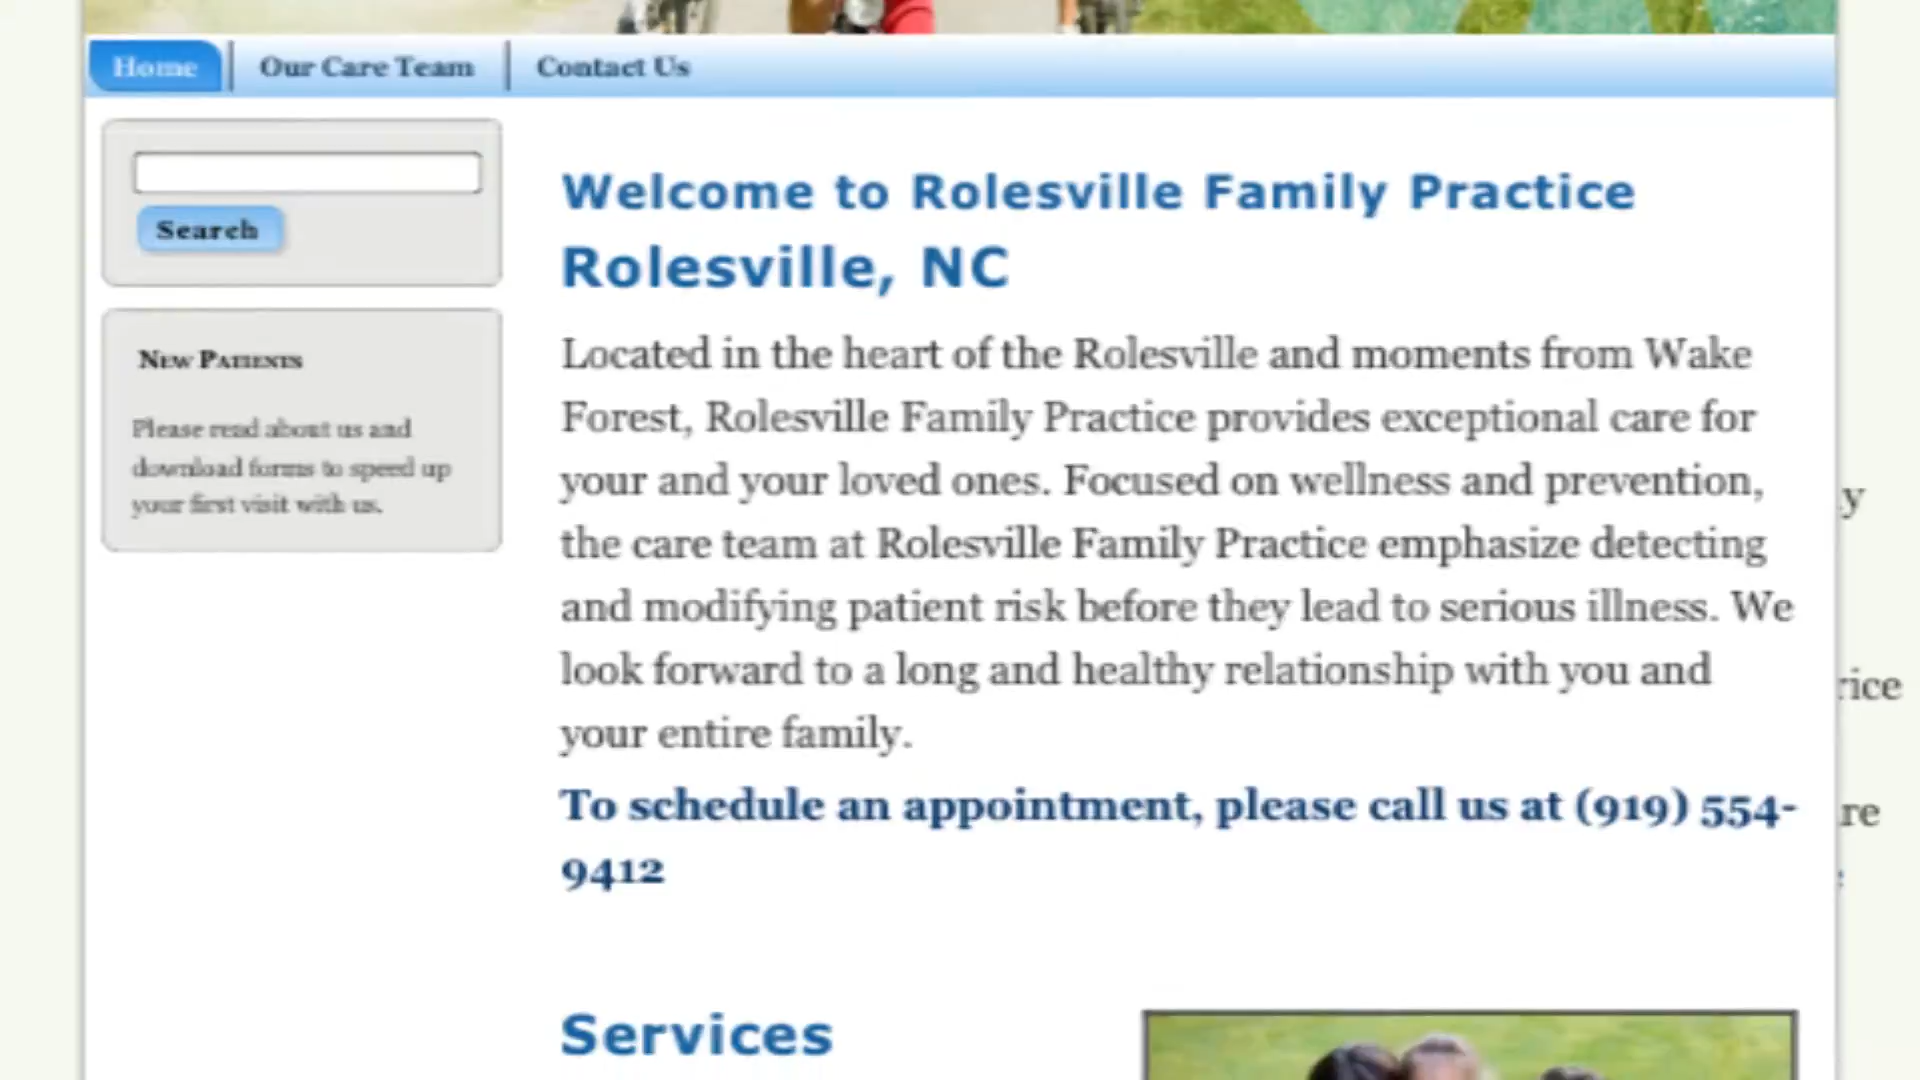 Home
Our Care Team
Contact Us
Search
New Patients
Please read about us and
download forms to speed up
your first visit with us.
Welcome to Rolesville Family Practice
Rolesville, NC
Located in the heart of the Rolesville and moments from Wake
Forest, Rolesville Family Practice provides exceptional care for
your and your loved ones. Focused on wellness and prevention,
the care team at Rolesville Family Practice emphasize detecting
and modifying patient risk before they lead to serious illness. We
look forward to a long and healthy relationship with you and
your entire family.
To schedule an appointment, please call us at (919) 554-
9412
Services